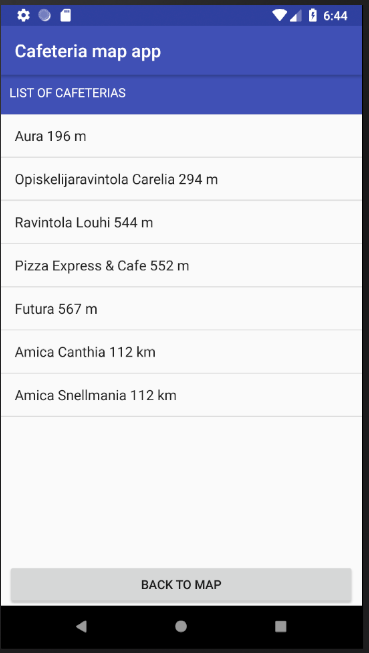 6:44
Cafeteria map app
LIST OF CAFETERIAS
Aura 196 m
Opiskelijaravintola Carelia 294 m
Ravintola Louhi 544 m
Pizza Express & Cafe 552 m
Futura 567 m
Amica Canthia 112 km
Amica Snellmania 112 km
BACK TO MAP